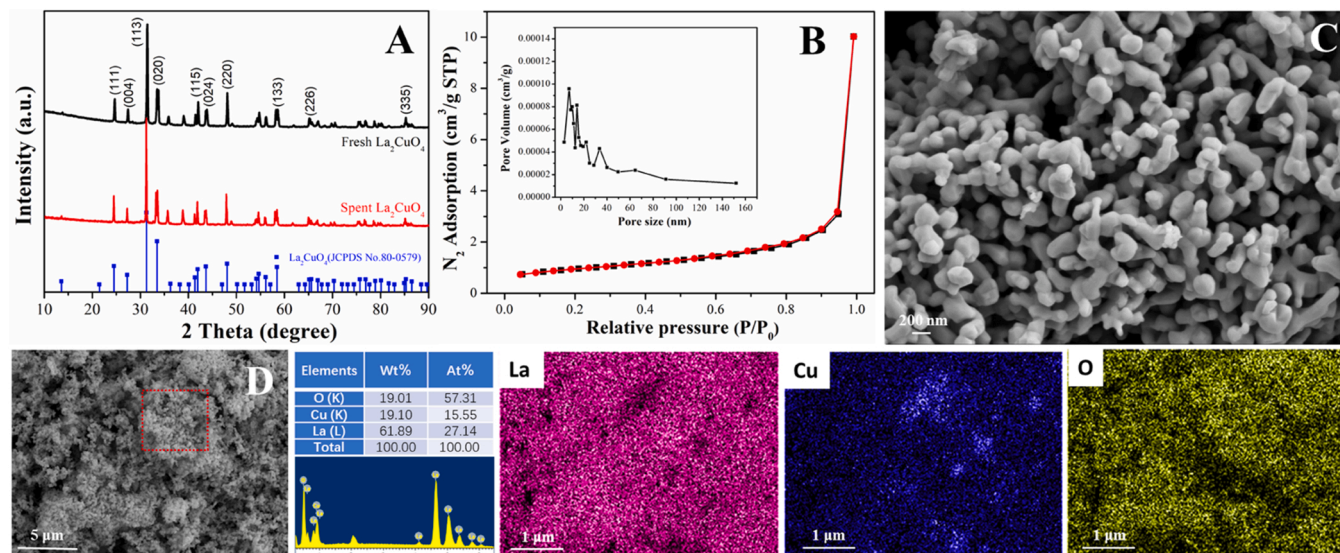 A
Intensity (a.u.)
(111)
(004)
(113)
(020)
(115)
(024)
(220)
(133)
(226)
(335)
Fresh La₂CuO₄
Spent La₂CuO₄
La₂CuO₄(JCPDS No.80-0579)
10 20 30 40 50 60 70 80 90
2 Theta (degree)
B
N₂ Adsorption (cm³/g STP)
10
8
6
4
2
0
0.0 0.2 0.4 0.6 0.8 1.0
Relative pressure (P/P₀)
Pore Volume (cm³/g)
0.00014
0.00012
0.00010
0.00008
0.00006
0.00004
0.00002
0.00000
0 20 40 60 80 100 120 140 160
Pore size (nm)
C
200 nm
D
5 μm
Elements Wt% At%
O (K) 19.01 57.31
Cu (K) 19.10 15.55
La (L) 61.89 27.14
Total 100.00 100.00
La
1 μm
Cu
1 μm
O
1 μm